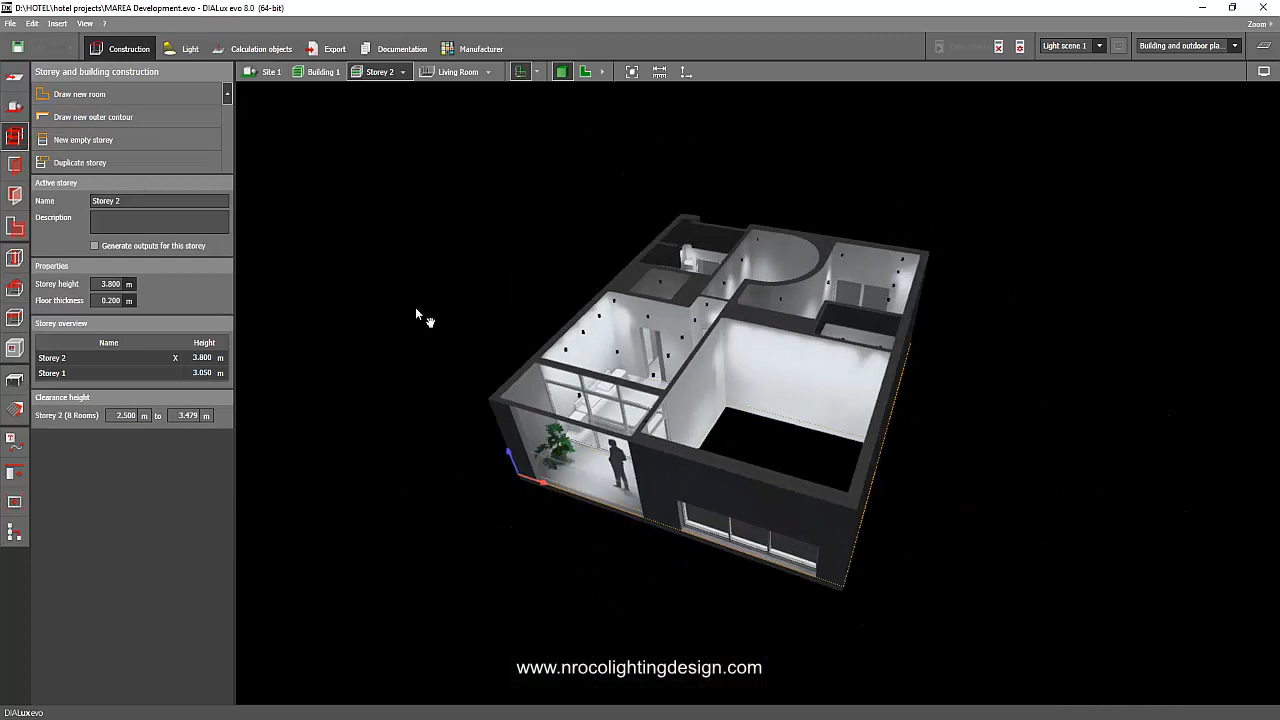 D:\HOTEL\hotel projects\MAREA Development.evo - DIALux evo 8.0 (64-bit)
File Edit Insert View ?
Zoom
Construction Light Calculation objects Export Documentation Manufacturer
Light scene 1 Building and outdoor pla...
Storey and building construction
Site 1 Building 1 Storey 2 Living Room
Draw new room
Draw new outer contour
New empty storey
Duplicate storey
Active storey
Name Storey 2
Description
Generate outputs for this storey
Properties
Storey height 3.800 m
Floor thickness 0.200 m
Storey overview
Name Height
Storey 2 X 3.800 m
Storey 1 3.050 m
Clearance height
Storey 2 (8 Rooms) 2.500 m to 3.479 m
www.nrocolightingdesign.com
DIALux evo